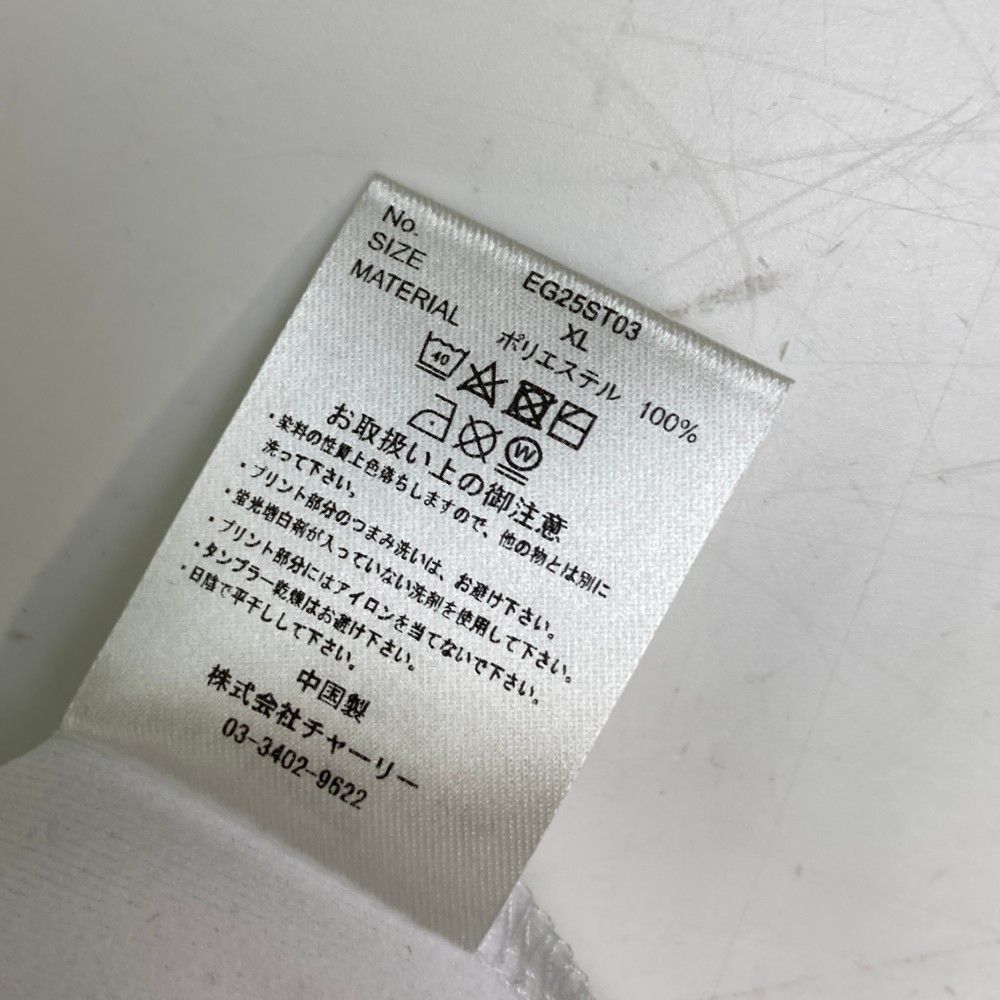 No. EG25ST03
SIZE XL
MATERIAL ポリエステル 100%
40
W
お取扱い上の御注意
・染料の性質上色落ちしますので、他の物とは別に
洗って下さい。
・プリント部分のつまみ洗いは、お避け下さい。
・蛍光増白剤が入っていない洗剤を使用して下さい。
・プリント部分にはアイロンを当てないで下さい。
・タンブラー乾燥はお避け下さい。
・日陰で平干しして下さい。
中国製
株式会社チャーリー
03-3402-9622